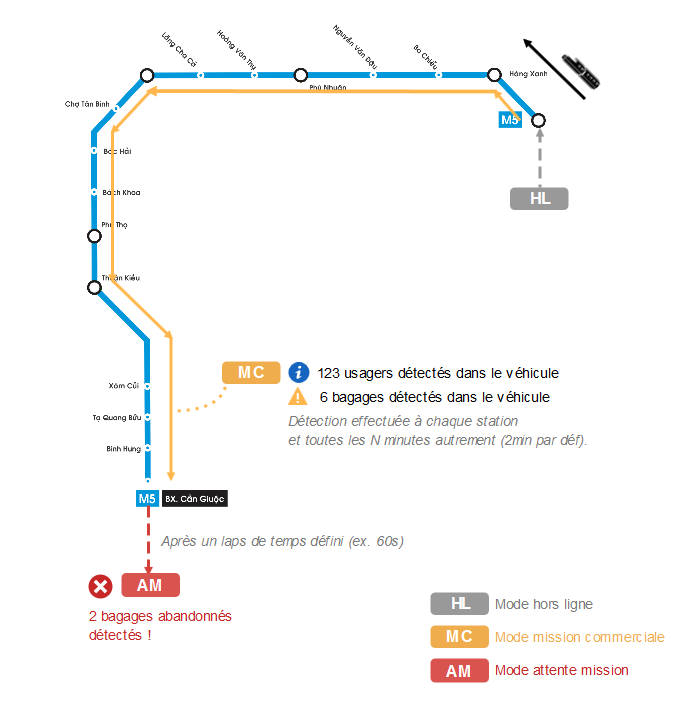 Lăng Cha Cả
Hoàng Văn Thụ
Nguyễn Văn Đậu
Bà Chiểu
Hàng Xanh
Phú Nhuận
Chợ Tân Bình
M5
Bắc Hải
Bách Khoa
HL
Phú Thọ
Thuận Kiều
MC
123 usagers détectés dans le véhicule
6 bagages détectés dans le véhicule
Xóm Củi
Détection effectuée à chaque station
et toutes les N minutes autrement (2min par déf).
Tạ Quang Bửu
Bình Hưng
M5
BX. Cần Giuộc
Après un laps de temps défini (ex. 60s)
AM
2 bagages abandonnés
détectés !
HL Mode hors ligne
MC Mode mission commerciale
AM Mode attente mission